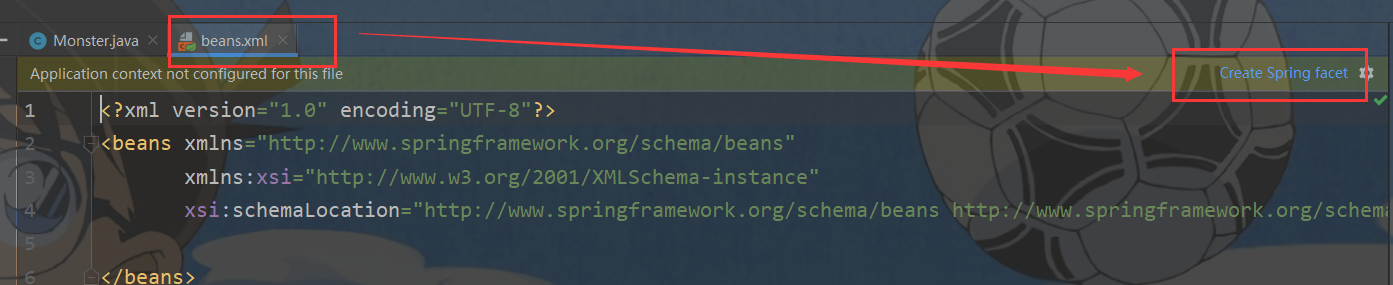 Monster.java
beans.xml
Application context not configured for this file
Create Spring facet
1 <?xml version="1.0" encoding="UTF-8"?>
2 <beans xmlns="http://www.springframework.org/schema/beans"
3 xmlns:xsi="http://www.w3.org/2001/XMLSchema-instance"
4 xsi:schemaLocation="http://www.springframework.org/schema/beans http://www.springframework.org/schema
5
6 </beans>